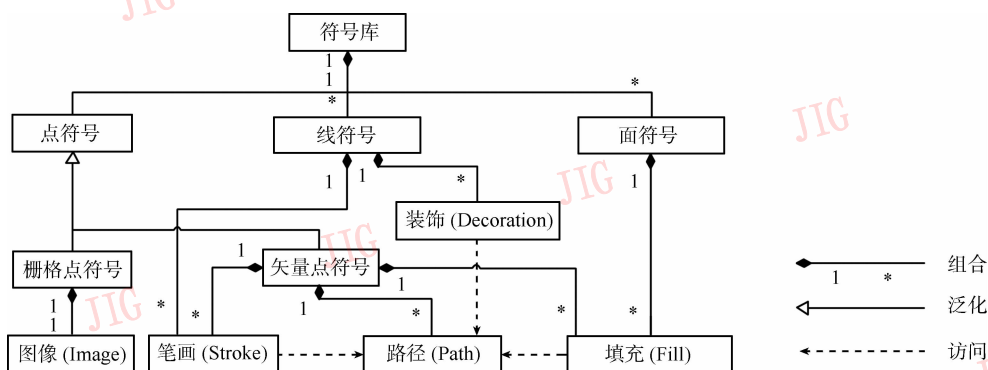 JIG
符号库
1
1
*
*
点符号
线符号
面符号
JIG
1
1
*
1
JIG
装饰 (Decoration)
栅格点符号
1
矢量点符号
JIG
1
组合
1
*
1
1
*
*
1
*
*
*
泛化
JIG
1
图像 (Image)
笔画 (Stroke)
路径 (Path)
填充 (Fill)
访问